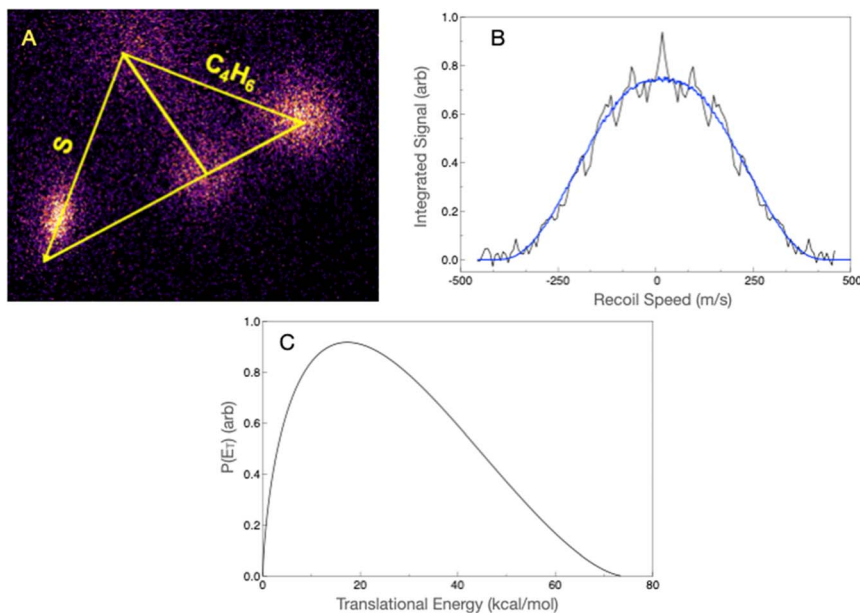 A
S
C4H6
B
Integrated Signal (arb)
1.0
0.8
0.6
0.4
0.2
0.0
-500
-250
0
250
500
Recoil Speed (m/s)
C
P(ET) (arb)
1.0
0.8
0.6
0.4
0.2
0.0
0
20
40
60
80
Translational Energy (kcal/mol)